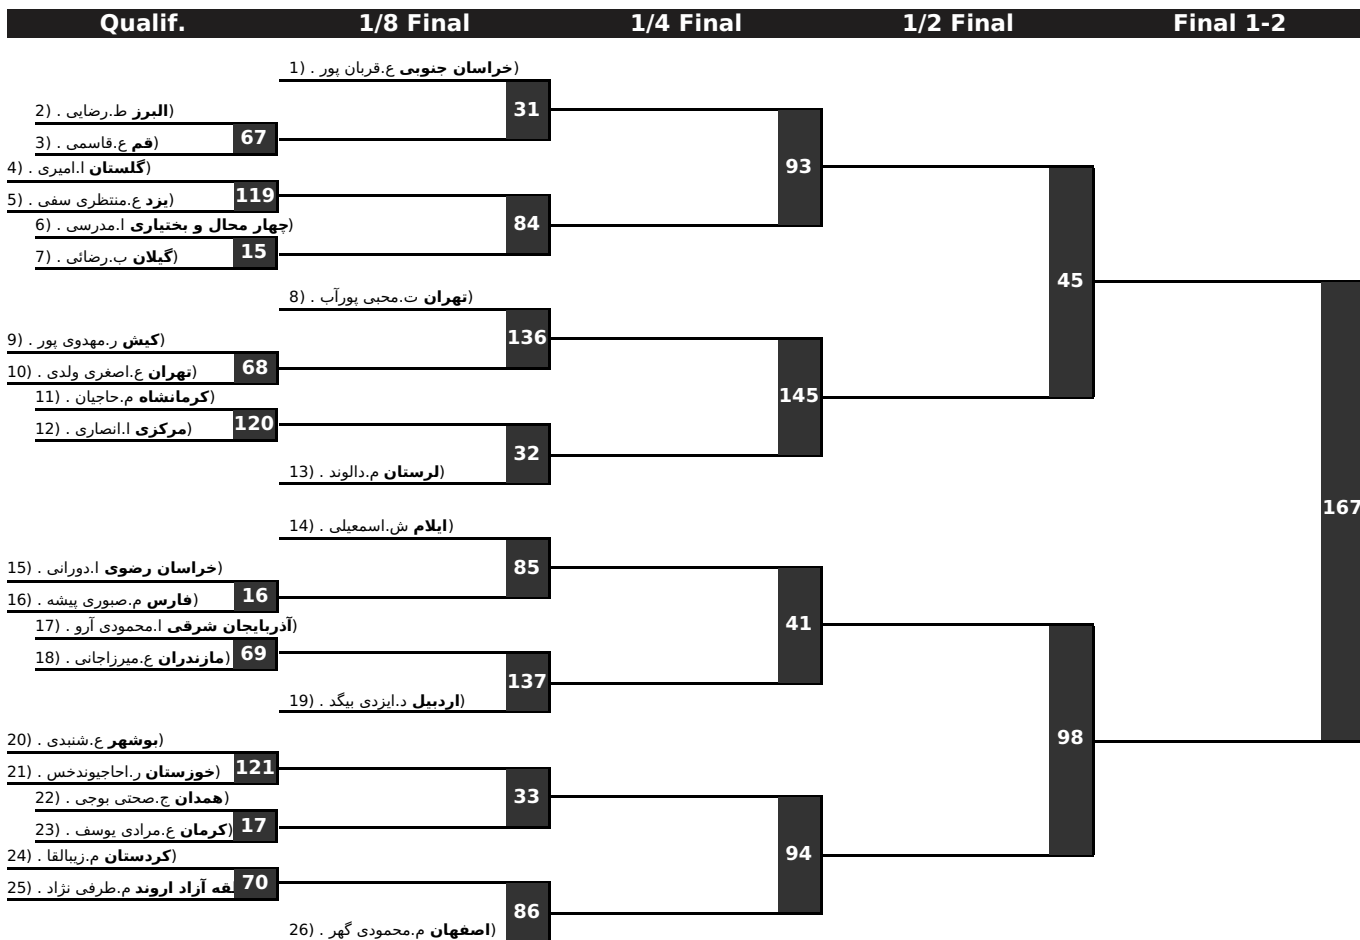 Qualif. 1/8 Final 1/4 Final 1/2 Final Final 1-2
1) . ع.قربان پور خراسان جنوبی)
31
2) . ط.رضایی البرز)
67
3) . ع.قاسمی قم)
93
4) . ا.امیری گلستان)
119
5) . ع.منتظری سفی یزد)
84
6) . ا.مدرسی چهار محال و بختیاری)
15
7) . ب.رضائی گیلان)
45
8) . ت.محبی پورآب تهران)
136
9) . ر.مهدوی پور کیش)
68
10) . ع.اصغری ولدی تهران)
145
11) . م.حاجیان کرمانشاه)
120
12) . ا.انصاری مرکزی)
32
13) . م.دالوند لرستان)
167
14) . ش.اسمعیلی ایلام)
85
15) . ا.دورانی خراسان رضوی)
16
16) . م.صبوری پیشه فارس)
41
17) . ا.محمودی آرو آذربایجان شرقی)
69
18) . ع.میرزاجانی مازندران)
137
19) . د.ایزدی بیگد اردبیل)
98
20) . ع.شنبدی بوشهر)
121
21) . ر.احاجیوندخس خوزستان)
33
22) . ج.صحتی بوجی همدان)
17
23) . ع.مرادی یوسف کرمان)
94
24) . م.زیبالقا کردستان)
70
25) . م.طرفی نژاد قه آزاد اروند
86
26) . م.محمودی گهر اصفهان)